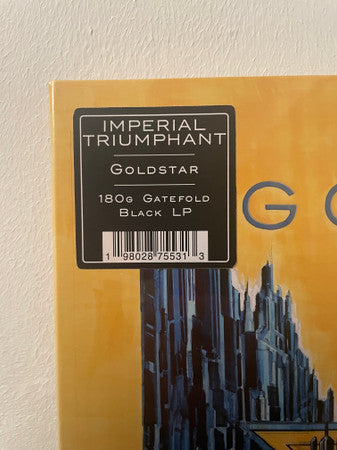 IMPERIAL
TRIUMPHANT
GOLDSTAR
180G GATEFOLD
BLACK LP
1 98028 75531 3
G